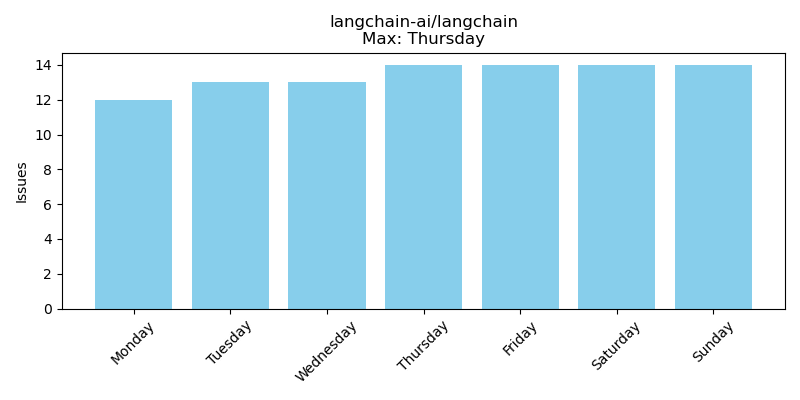 langchain-ai/langchain
Max: Thursday
Issues
14
12
10
8
6
4
2
0
Monday
Tuesday
Wednesday
Thursday
Friday
Saturday
Sunday